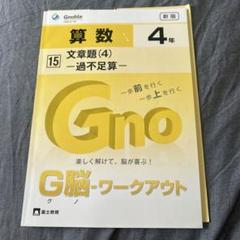 Gnoble
新版
算数 4年
15 文章題(4)
―過不足算―
一歩前を行く
一歩上を行く
Gno
楽しく解けて、脳が喜ぶ！
G脳-ワークアウト
グ ノ
富士教育